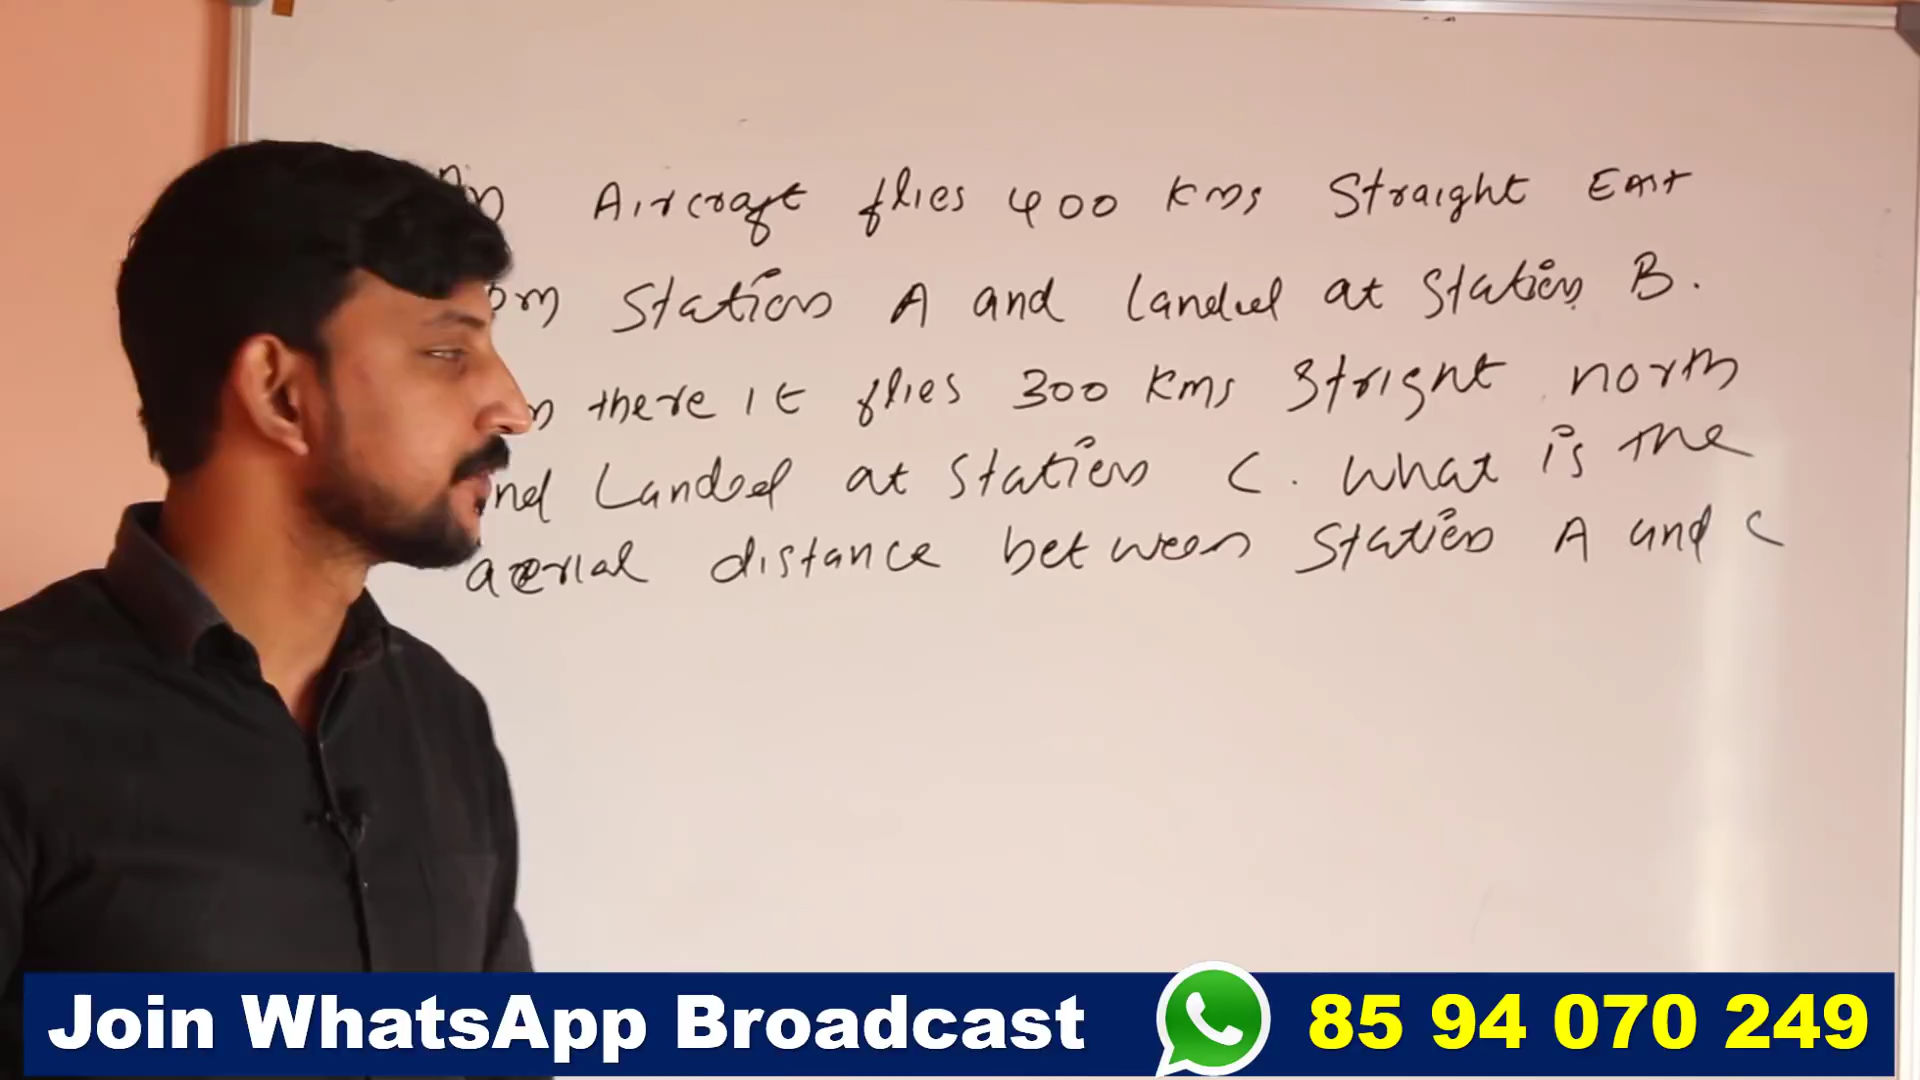 Aircraft flies 400 Kms Straight East
Station A and Landed at Station B.
there it flies 300 Kms Stright north
Landed at Station C. What is the
aerial distance between Station A and C
Join WhatsApp Broadcast 85 94 070 249